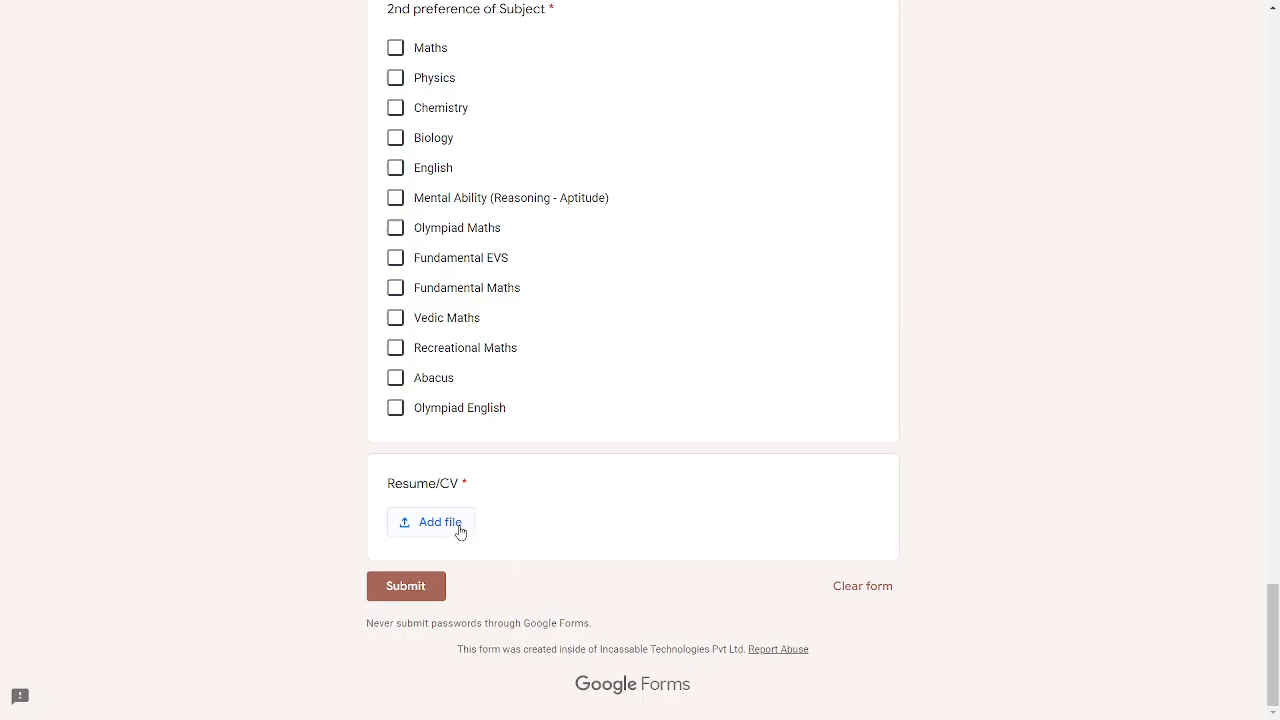 2nd preference of Subject *
Maths
Physics
Chemistry
Biology
English
Mental Ability (Reasoning - Aptitude)
Olympiad Maths
Fundamental EVS
Fundamental Maths
Vedic Maths
Recreational Maths
Abacus
Olympiad English
Resume/CV *
Add file
Submit
Clear form
Never submit passwords through Google Forms.
This form was created inside of Incassable Technologies Pvt Ltd. Report Abuse
Google Forms